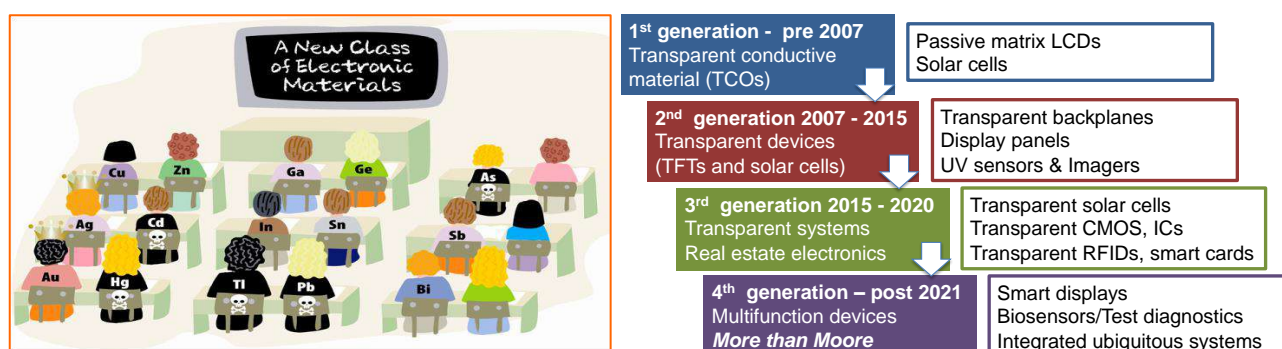 A New Class
of Electronic
Materials
Cu
Zn
Ga
Ge
As
Ag
Cd
In
Sn
Sb
Au
Hg
Tl
Pb
Bi
1st generation - pre 2007
Transparent conductive
material (TCOs)
Passive matrix LCDs
Solar cells
2nd generation 2007 - 2015
Transparent devices
(TFTs and solar cells)
Transparent backplanes
Display panels
UV sensors & Imagers
3rd generation 2015 - 2020
Transparent systems
Real estate electronics
Transparent solar cells
Transparent CMOS, ICs
Transparent RFIDs, smart cards
4th generation – post 2021
Multifunction devices
More than Moore
Smart displays
Biosensors/Test diagnostics
Integrated ubiquitous systems